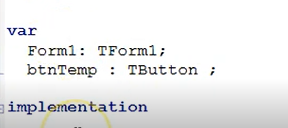 var
Form1: TForm1;
btnTemp : TButton ;
implementation